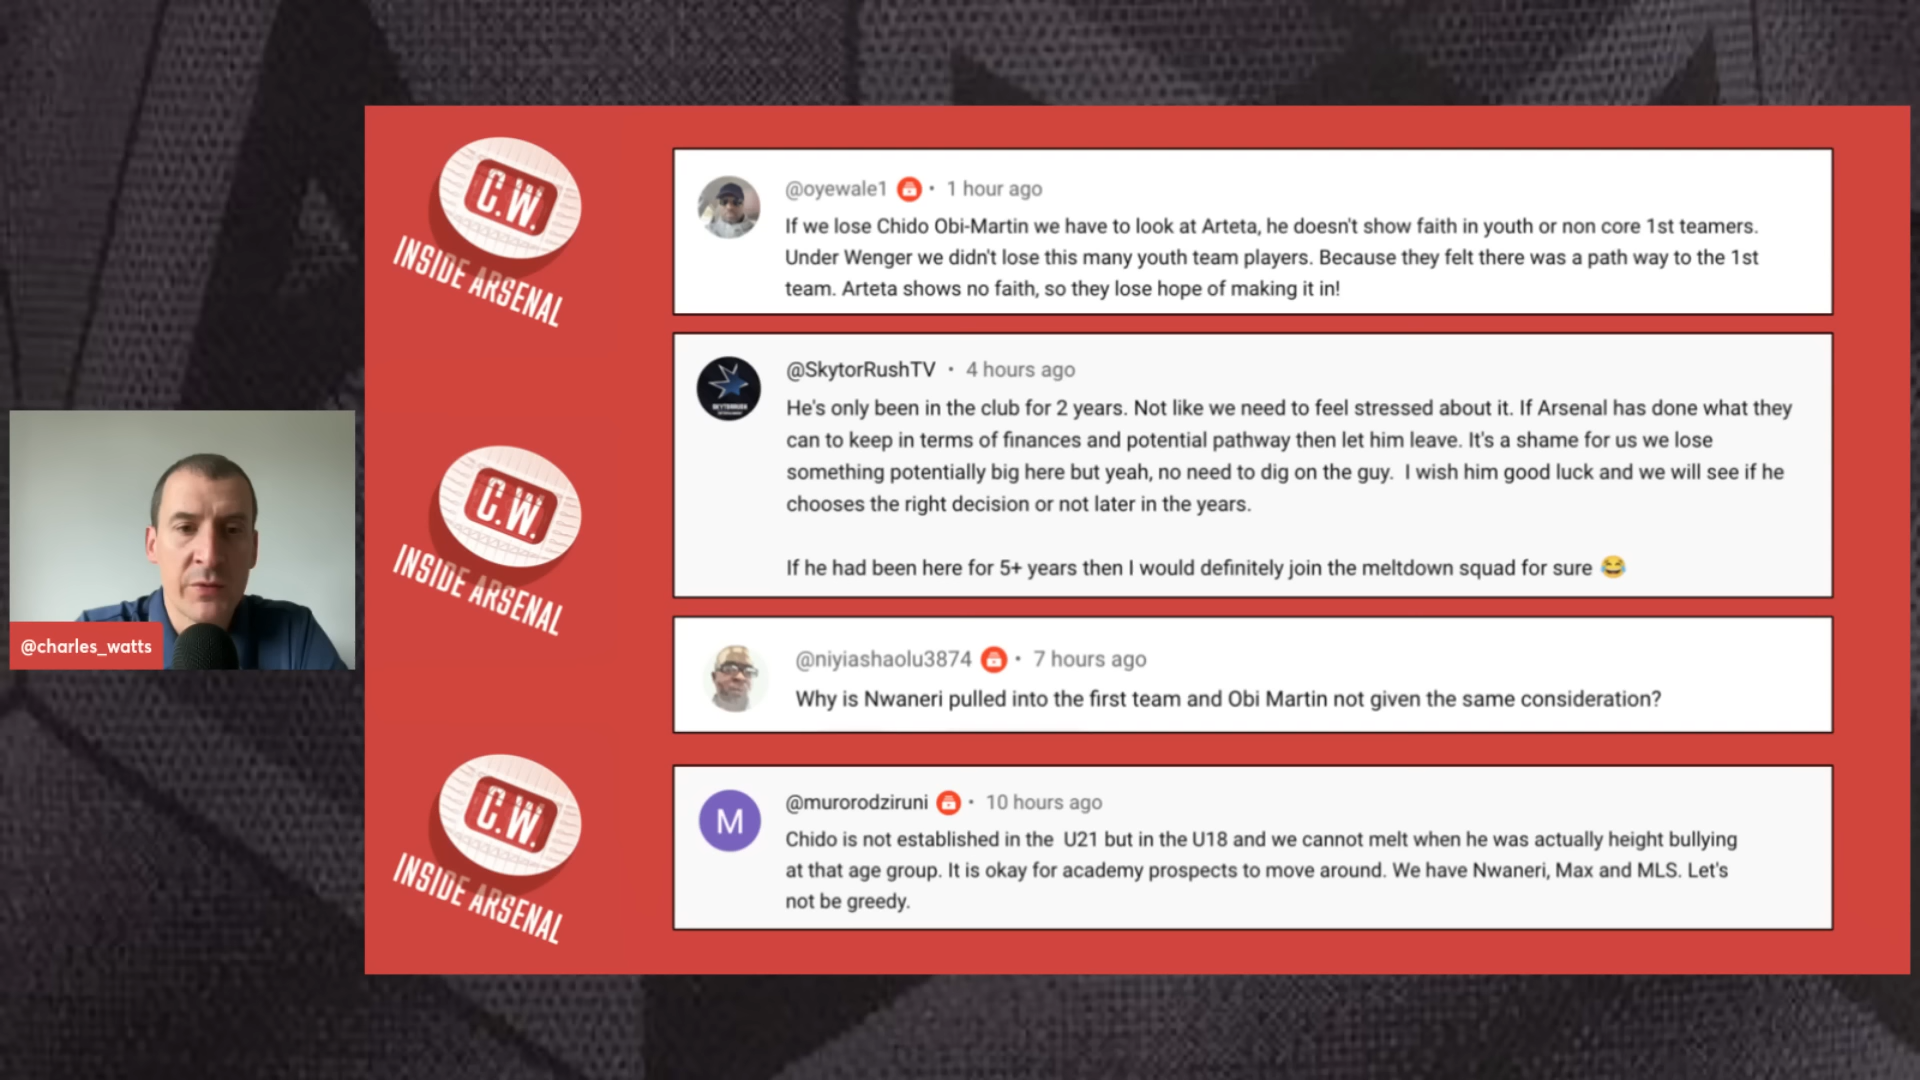 C.W.
INSIDE ARSENAL
@oyewale1 • 1 hour ago
If we lose Chido Obi-Martin we have to look at Arteta, he doesn't show faith in youth or non core 1st teamers.
Under Wenger we didn't lose this many youth team players. Because they felt there was a path way to the 1st
team. Arteta shows no faith, so they lose hope of making it in!
@SkytorRushTV • 4 hours ago
He's only been in the club for 2 years. Not like we need to feel stressed about it. If Arsenal has done what they
can to keep in terms of finances and potential pathway then let him leave. It's a shame for us we lose
something potentially big here but yeah, no need to dig on the guy.  I wish him good luck and we will see if he
chooses the right decision or not later in the years.
If he had been here for 5+ years then I would definitely join the meltdown squad for sure 😂
C.W.
INSIDE ARSENAL
@charles_watts
@niyiashaolu3874 • 7 hours ago
Why is Nwaneri pulled into the first team and Obi Martin not given the same consideration?
M
@murorodziruni • 10 hours ago
Chido is not established in the  U21 but in the U18 and we cannot melt when he was actually height bullying
at that age group. It is okay for academy prospects to move around. We have Nwaneri, Max and MLS. Let's
not be greedy.
C.W.
INSIDE ARSENAL